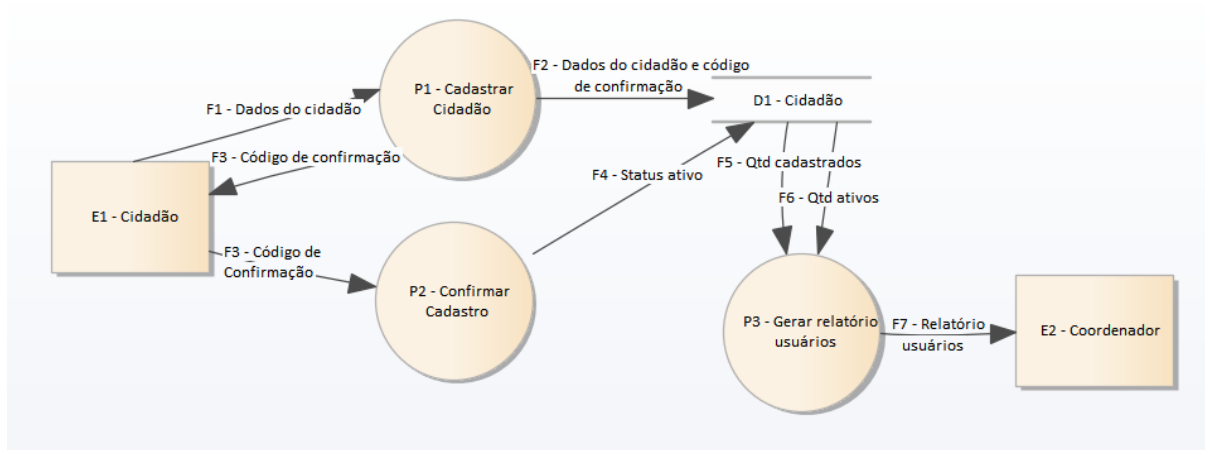 P1 - Cadastrar
Cidadão
F2 - Dados do cidadão e código
de confirmação
D1 - Cidadão
F1 - Dados do cidadão
F3 - Código de confirmação
F4 - Status ativo
F5 - Qtd cadastrados
F6 - Qtd ativos
E1 - Cidadão
F3 - Código de
Confirmação
P2 - Confirmar
Cadastro
P3 - Gerar relatório
usuários
F7 - Relatório
usuários
E2 - Coordenador